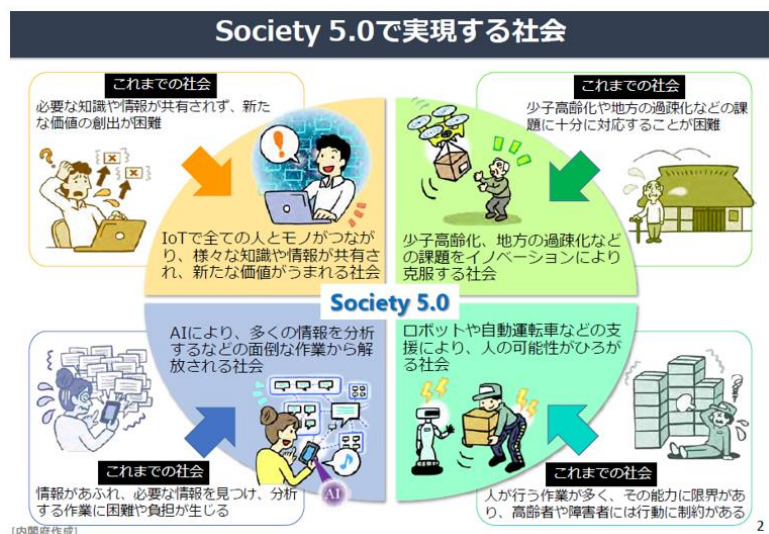 Society 5.0で実現する社会
これまでの社会
必要な知識や情報が共有されず、新た
な価値の創出が困難
IoTで全ての人とモノがつなが
り、様々な知識や情報が共有さ
れ、新たな価値がうまれる社会
これまでの社会
少子高齢化や地方の過疎化などの課
題に十分に対応することが困難
少子高齢化、地方の過疎化などの
課題をイノベーションにより
克服する社会
Society 5.0
AIにより、多くの情報を分析
するなどの面倒な作業から解
放される社会
AI
これまでの社会
情報があふれ、必要な情報を見つけ、分析
する作業に困難や負担が生じる
ロボットや自動運転車などの支
援により、人の可能性がひろが
る社会
これまでの社会
人が行う作業が多く、その能力に限界があ
り、高齢者や障害者には行動に制約がある
[内閣府作成]
2